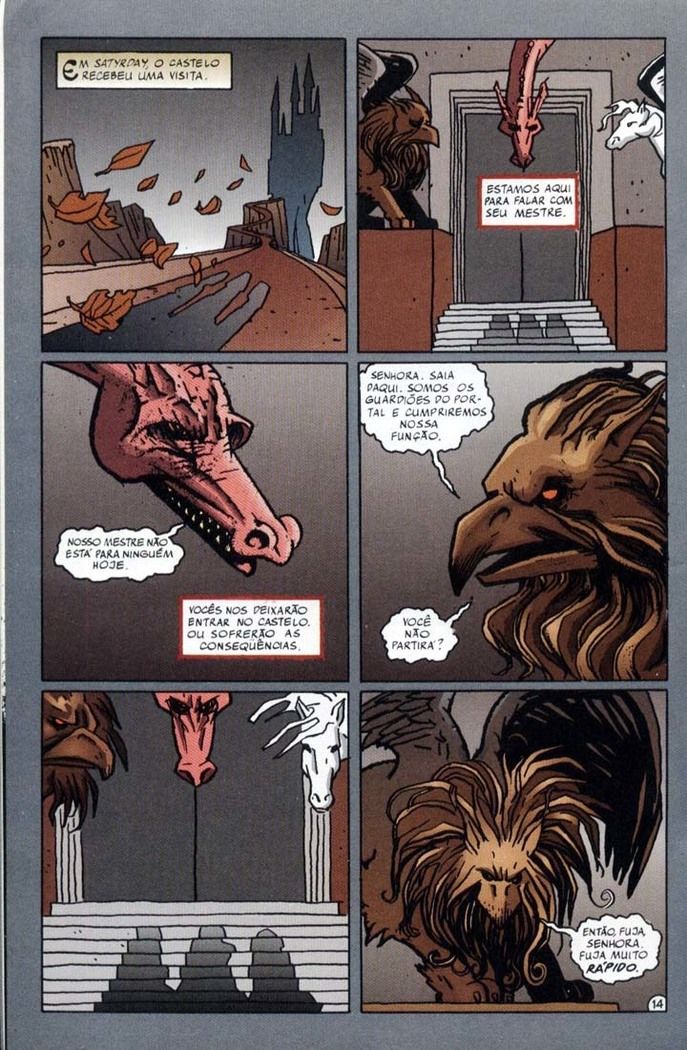 EM SATYRDAY, O CASTELO
RECEBEU UMA VISITA.
ESTAMOS AQUI
PARA FALAR COM
SEU MESTRE.
NOSSO MESTRE NÃO
ESTÁ PARA NINGUÉM
HOJE.
VOCÊS NOS DEIXARÃO
ENTRAR NO CASTELO.
OU SOFRERÃO AS
CONSEQUÊNCIAS.
SENHORA. SAIA
DAQUI. SOMOS OS
GUARDIÕES DO POR-
TAL E CUMPRIREMOS
NOSSA
FUNÇÃO.
VOCÊ
NÃO
PARTIRÁ?
ENTÃO, FUJA,
SENHORA.
FUJA MUITO
RÁPIDO.
14